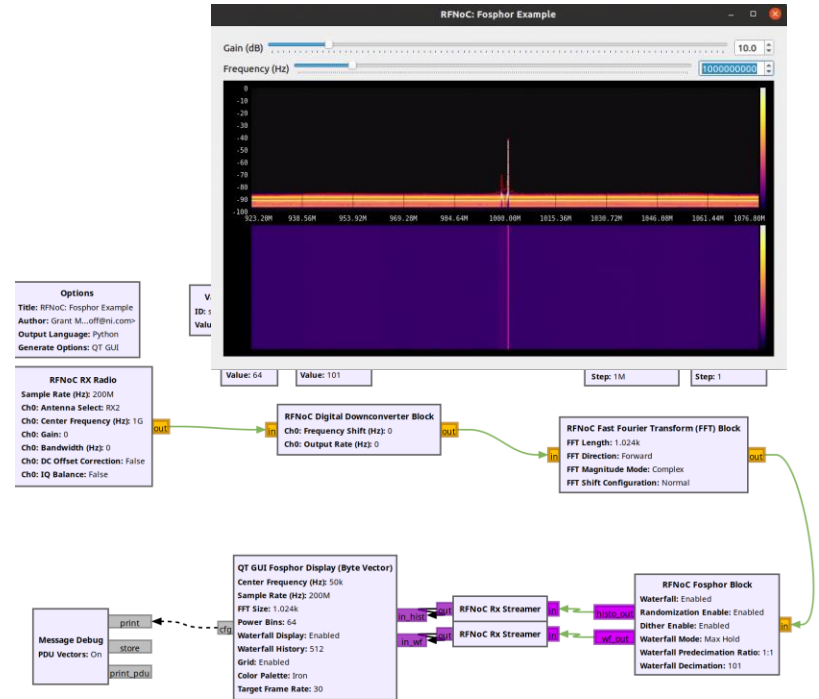 RFNoC: Fosphor Example
Gain (dB)
10.0
Frequency (Hz)
1000000000
0
-10
-20
-30
-40
-50
-60
-70
-80
-90
-100
923.20M 938.56M 953.92M 969.28M 984.64M 1000.00M 1015.36M 1030.72M 1046.08M 1061.44M 1076.80M
Options
Title: RFNoC: Fosphor Example
Author: Grant M...off@ni.com>
Output Language: Python
Generate Options: QT GUI
ID: s
Valu
Value: 64
Value: 101
Step: 1M
Step: 1
RFNoC RX Radio
Sample Rate (Hz): 200M
Ch0: Antenna Select: RX2
Ch0: Center Frequency (Hz): 1G
Ch0: Gain: 0
Ch0: Bandwidth (Hz): 0
Ch0: DC Offset Correction: False
Ch0: IQ Balance: False
out
in
RFNoC Digital Downconverter Block
Ch0: Frequency Shift (Hz): 0
Ch0: Output Rate (Hz): 0
out
in
RFNoC Fast Fourier Transform (FFT) Block
FFT Length: 1.024k
FFT Direction: Forward
FFT Magnitude Mode: Complex
FFT Shift Configuration: Normal
out
Message Debug
PDU Vectors: On
print
store
print_pdu
cfg
QT GUI Fosphor Display (Byte Vector)
Center Frequency (Hz): 50k
Sample Rate (Hz): 200M
FFT Size: 1.024k
Power Bins: 64
Waterfall Display: Enabled
Waterfall History: 512
Grid: Enabled
Color Palette: Iron
Target Frame Rate: 30
in_hist
in_wf
out
RFNoC Rx Streamer
in
out
RFNoC Rx Streamer
in
histo_out
wf_out
RFNoC Fosphor Block
Waterfall: Enabled
Randomization Enable: Enabled
Dither Enable: Enabled
Waterfall Mode: Max Hold
Waterfall Predecimation Ratio: 1:1
Waterfall Decimation: 101
in